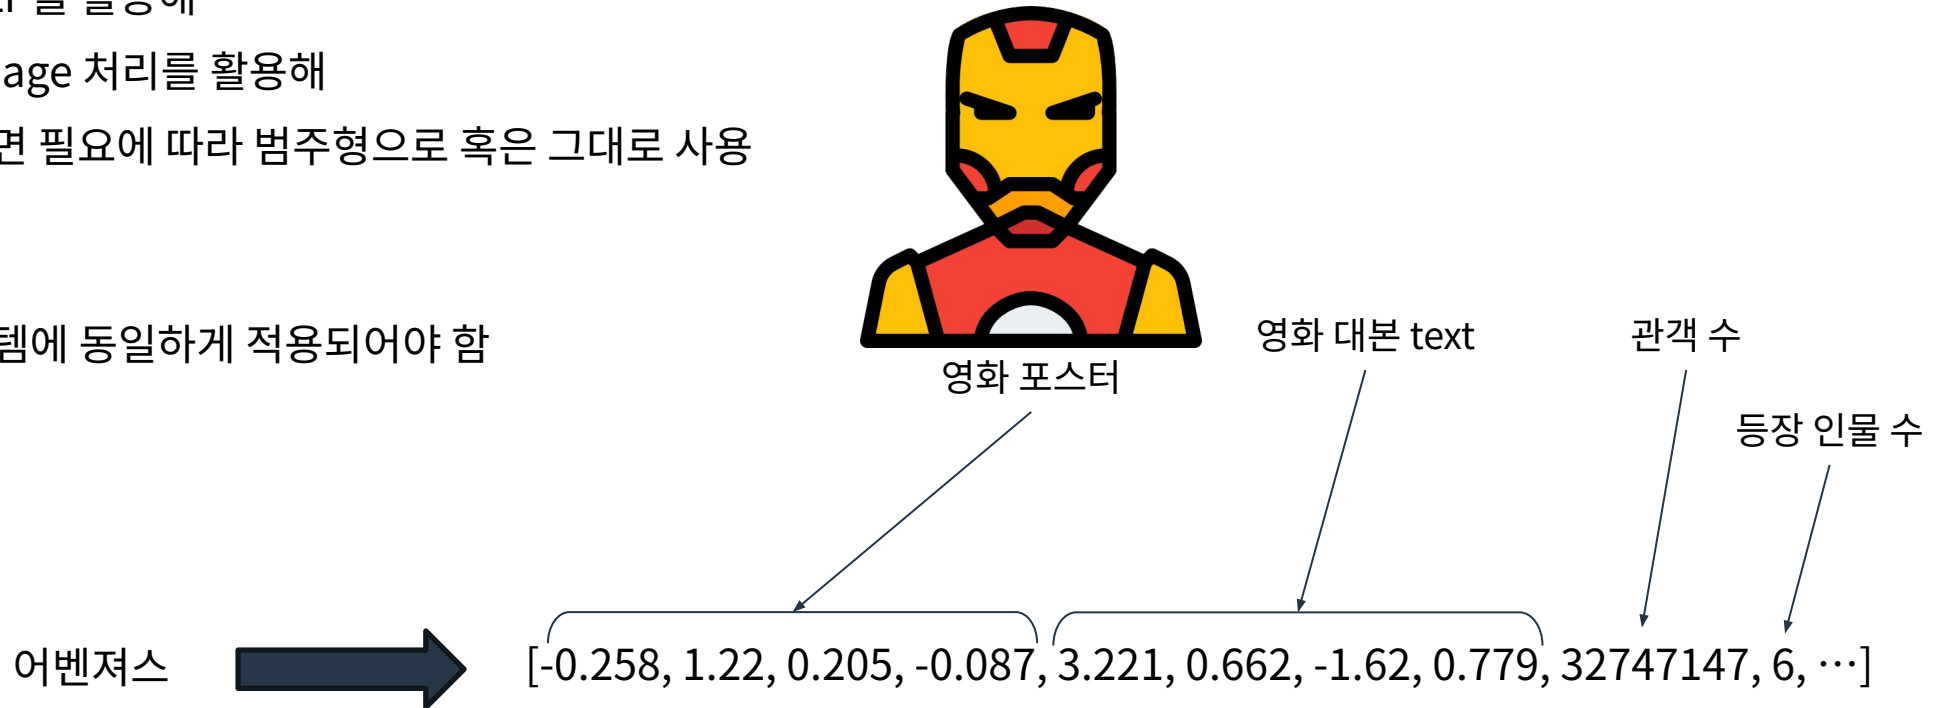 를 활용해
age 처리를 활용해
면 필요에 따라 범주형으로 혹은 그대로 사용
템에 동일하게 적용되어야 함
영화 포스터
영화 대본 text
관객 수
등장 인물 수
어벤져스
[-0.258, 1.22, 0.205, -0.087, 3.221, 0.662, -1.62, 0.779, 32747147, 6, …]